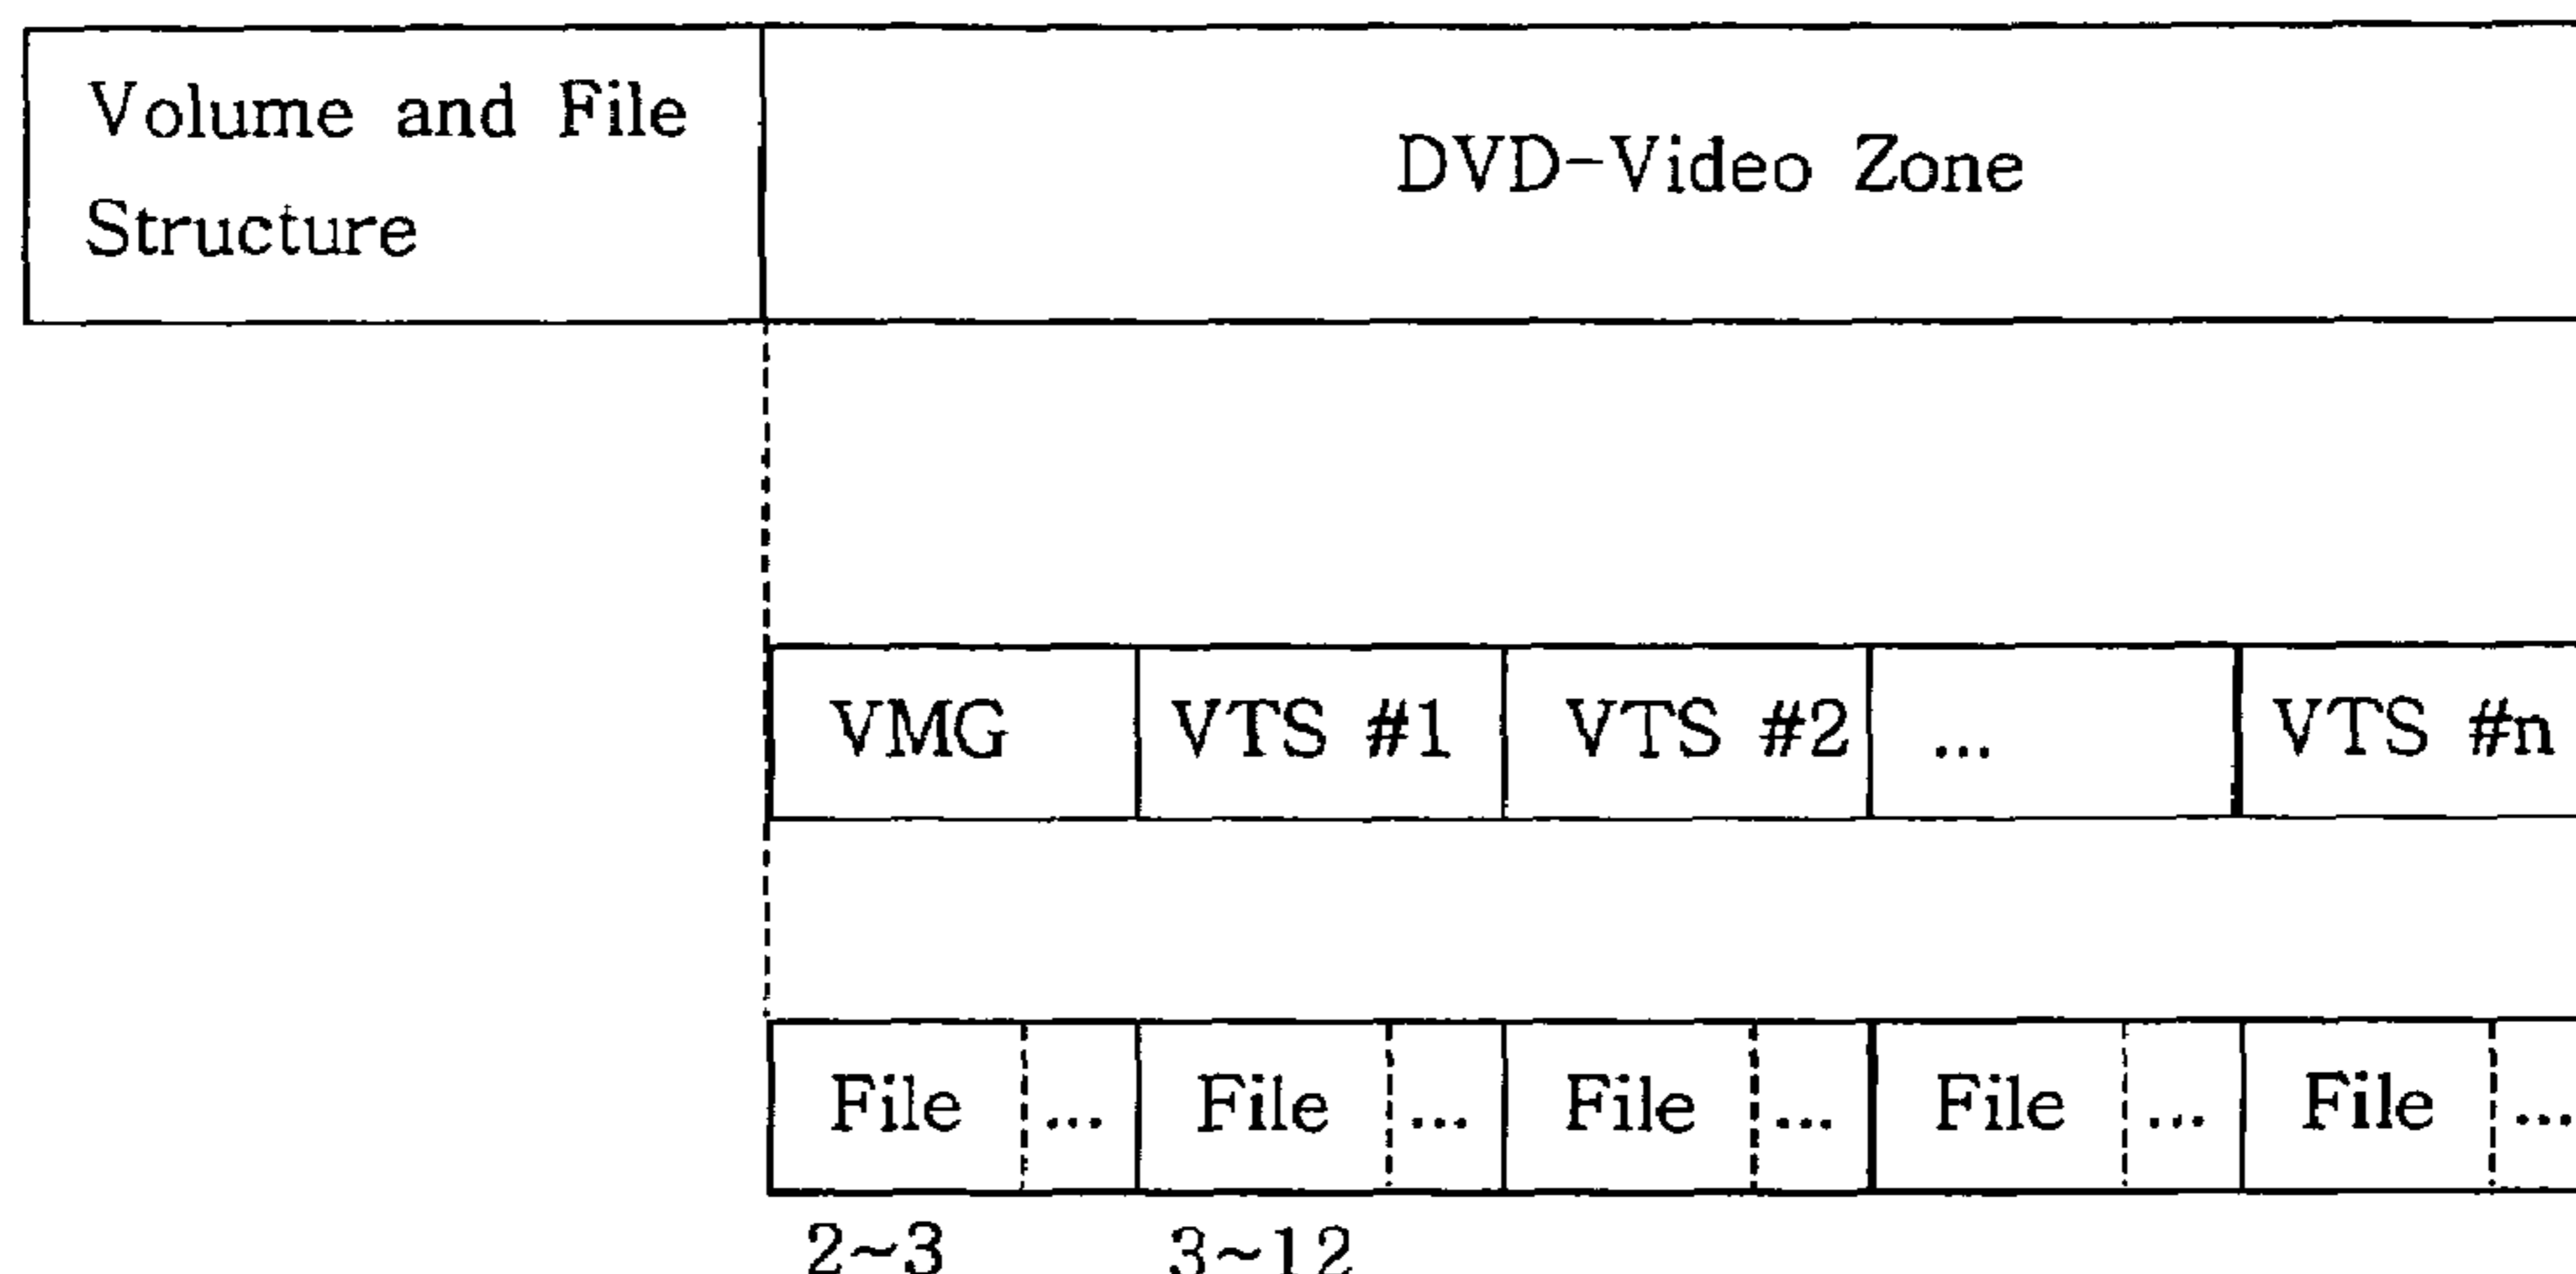 Volume and File
Structure
DVD-Video Zone
VMG VTS #1 VTS #2 ... VTS #n
File ... File ... File ... File ... File ...
2~3 3~12